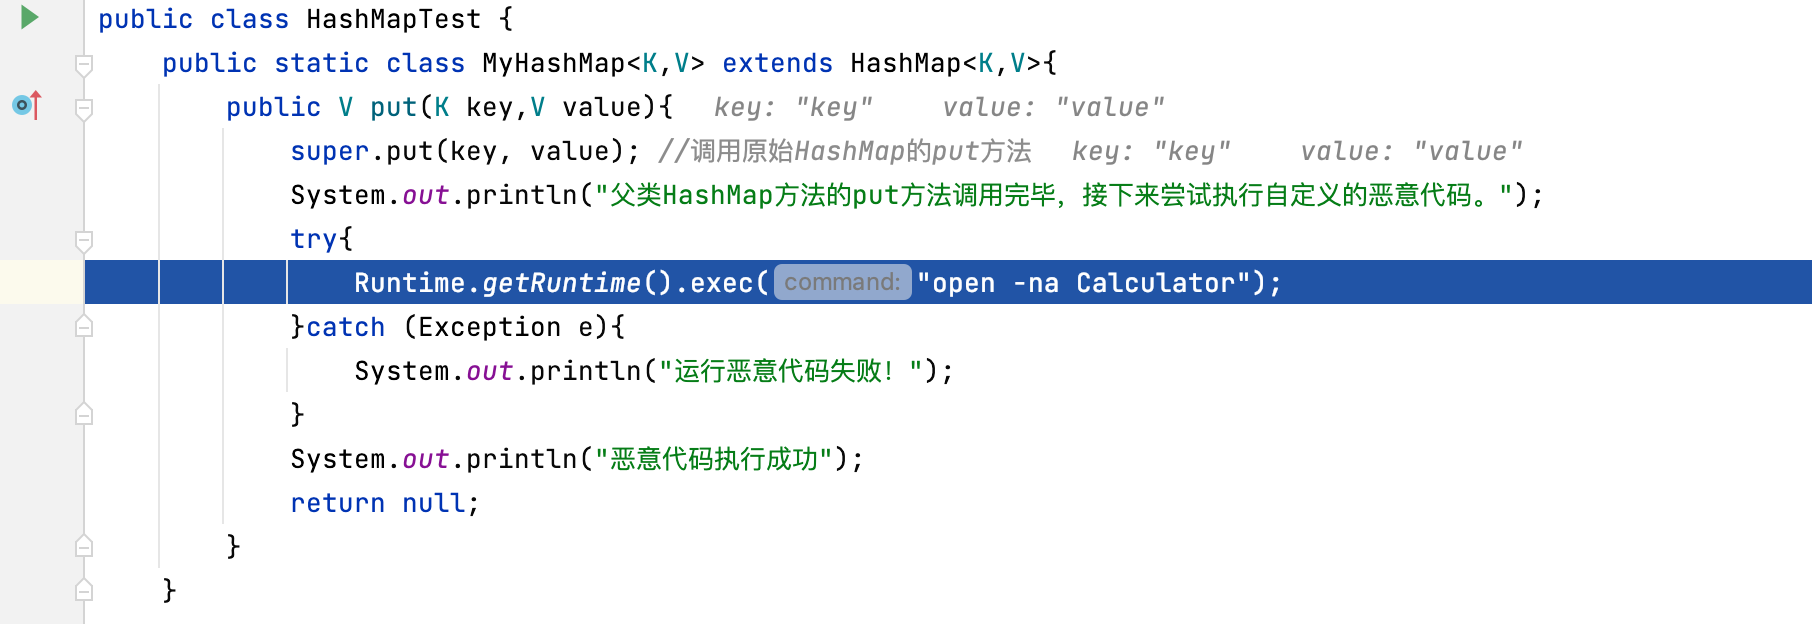 public class HashMapTest {
public static class MyHashMap<K,V> extends HashMap<K,V>{
public V put(K key,V value){ key: "key" value: "value"
super.put(key, value); //调用原始HashMap的put方法 key: "key" value: "value"
System.out.println("父类HashMap方法的put方法调用完毕，接下来尝试执行自定义的恶意代码。");
try{
Runtime.getRuntime().exec( command: "open -na Calculator");
}catch (Exception e){
System.out.println("运行恶意代码失败！");
}
System.out.println("恶意代码执行成功");
return null;
}
}